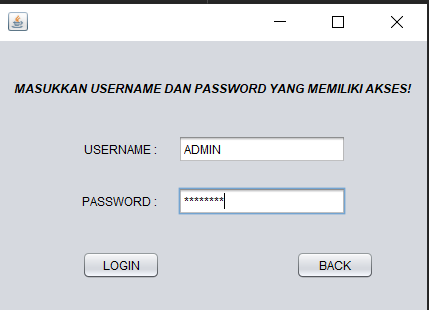 MASUKKAN USERNAME DAN PASSWORD YANG MEMILIKI AKSES!
USERNAME : ADMIN
PASSWORD : ********
LOGIN BACK